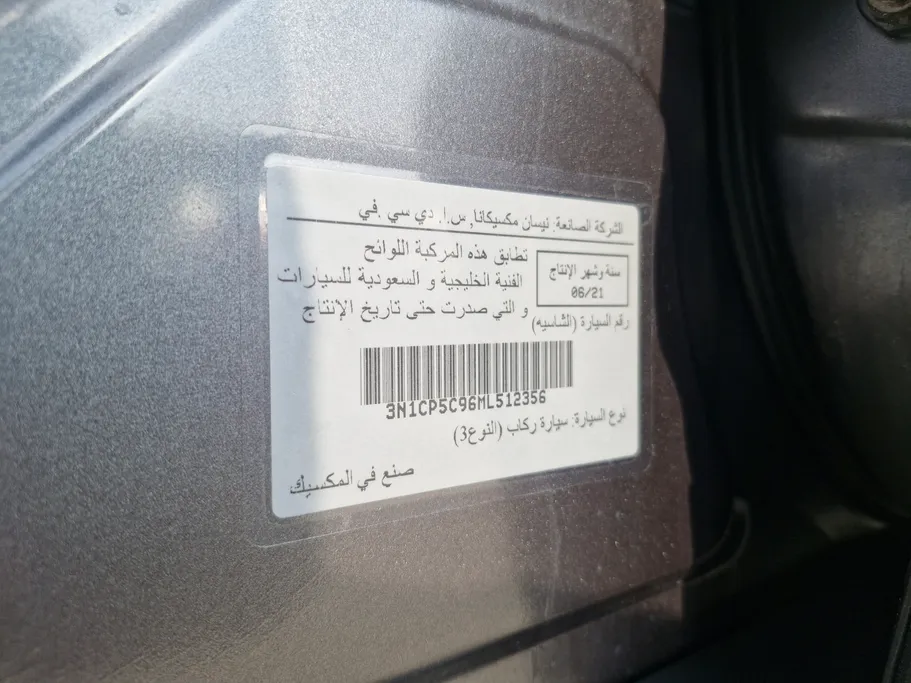 الشركة الصانعة: نيسان مكسيكانا, س.ا. دي سي .في
سنة وشهر الإنتاج
06/21
تطابق هذه المركبة اللوائح
الفنية الخليجية و السعودية للسيارات
و التي صدرت حتى تاريخ الإنتاج
رقم السيارة (الشاسيه)
3N1CP5C96ML512356
نوع السيارة: سيارة ركاب (النوع3)
صنع في المكسيك